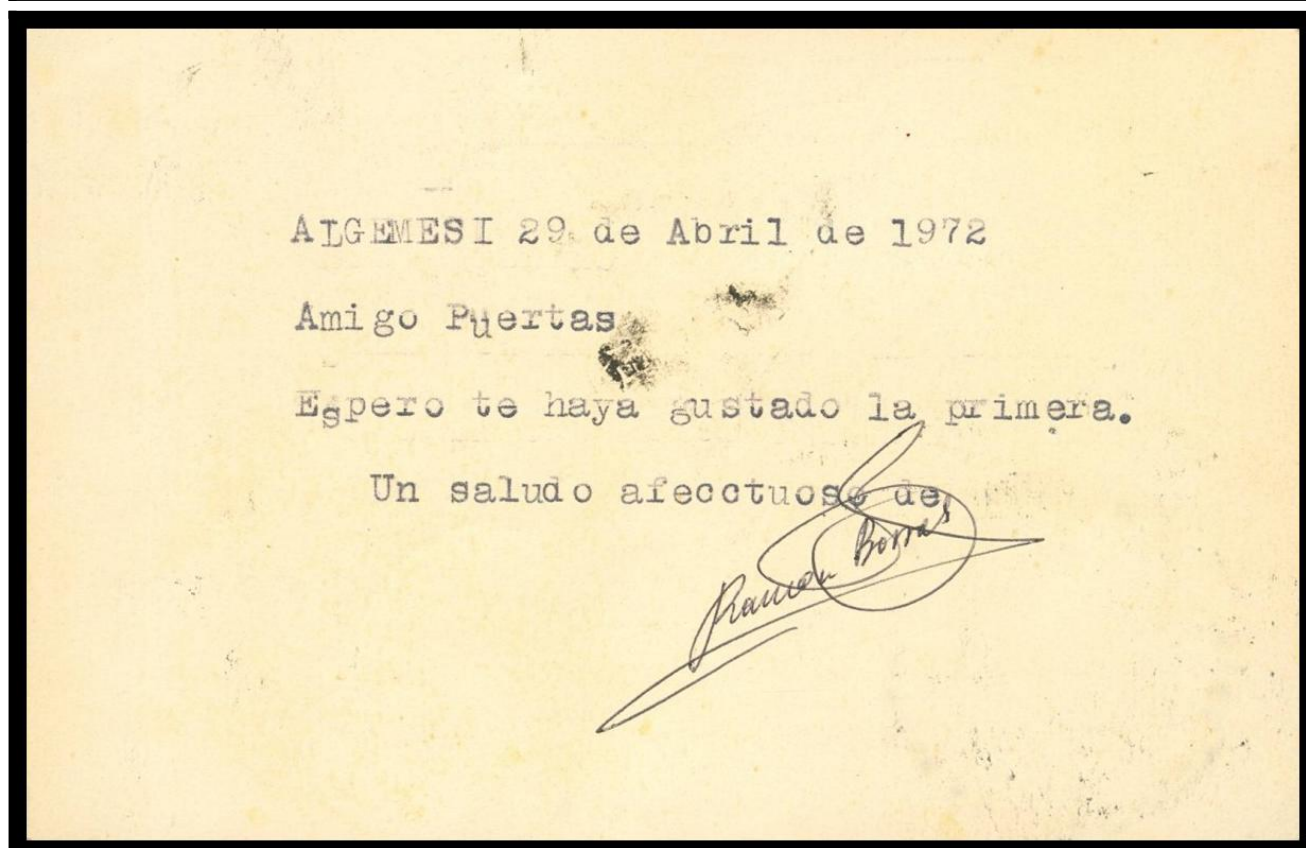 ALGEMESI 29 de Abril de 1972
Amigo Puertas
Espero te haya gustado la primera.
Un saludo afecctuoso de
Ramón Borras